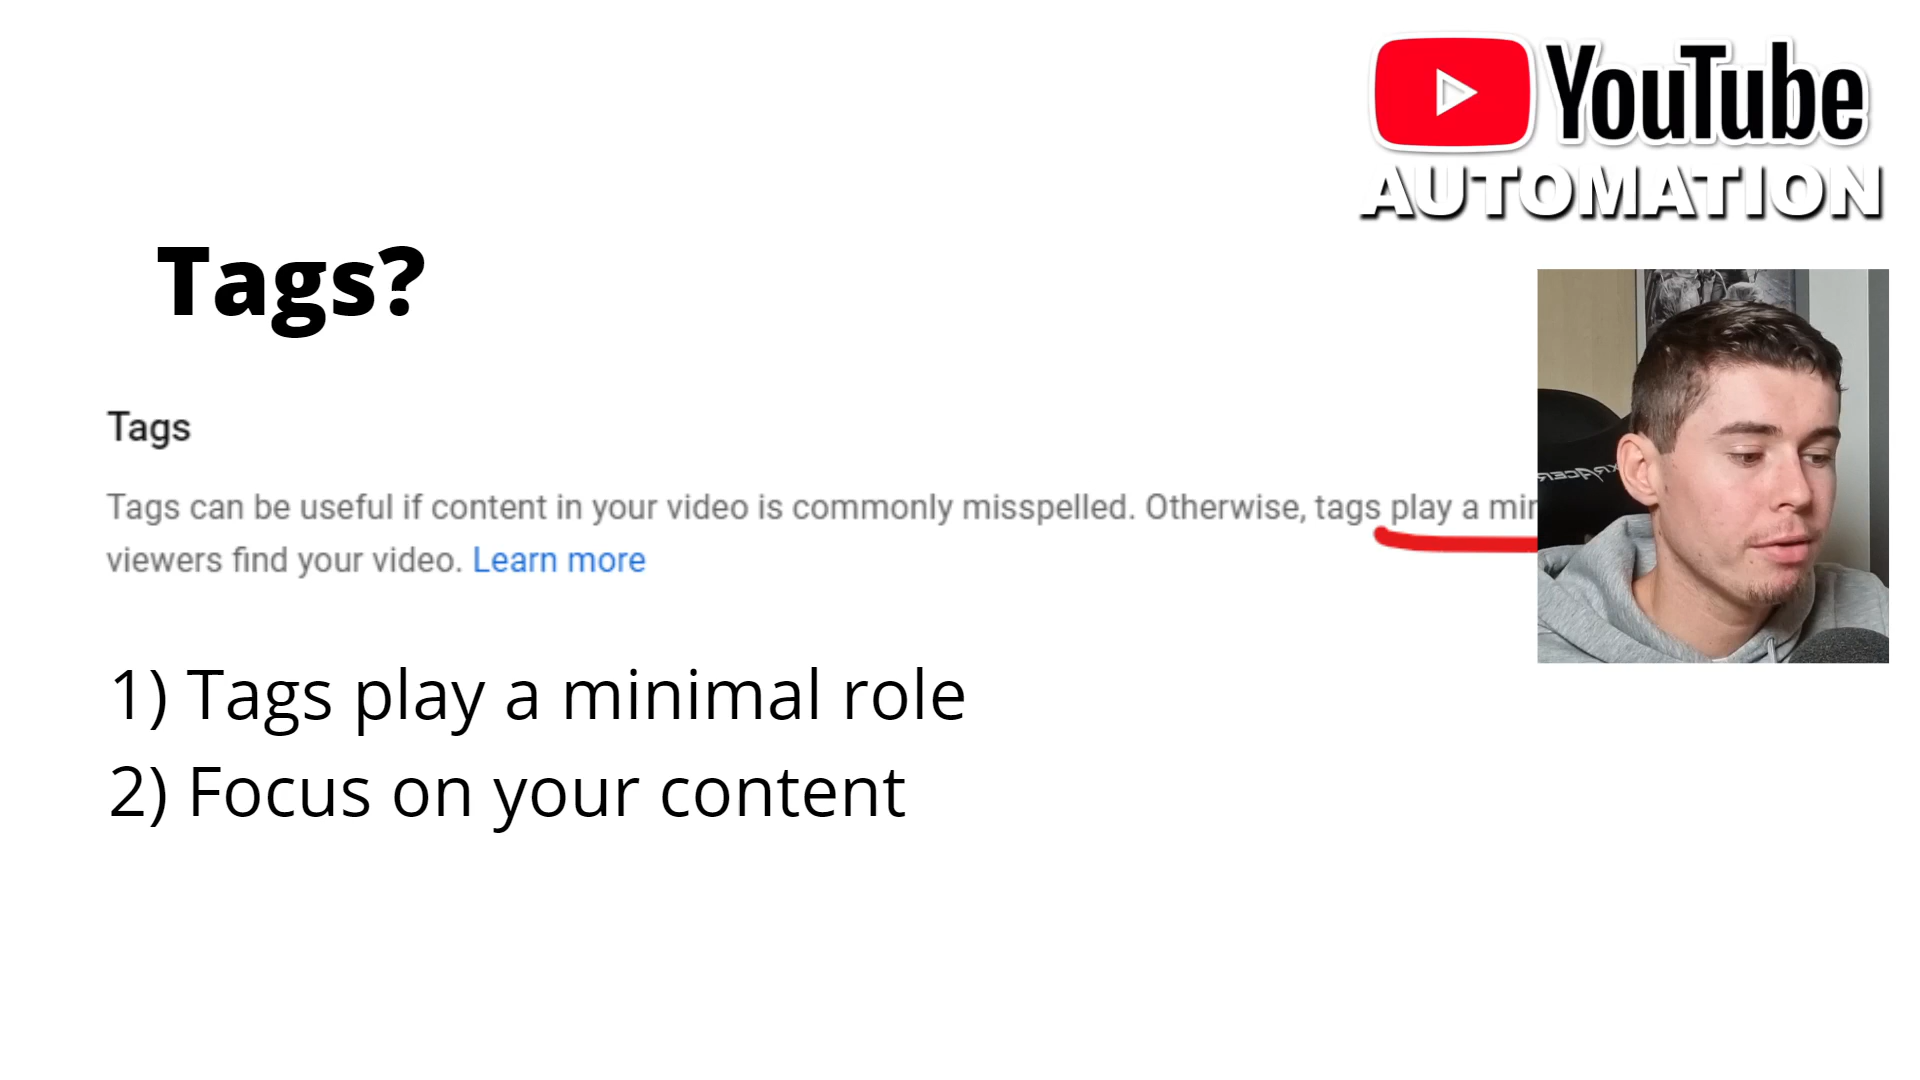 YouTube
AUTOMATION
Tags?
Tags
Tags can be useful if content in your video is commonly misspelled. Otherwise, tags play a
viewers find your video. Learn more
1) Tags play a minimal role
2) Focus on your content